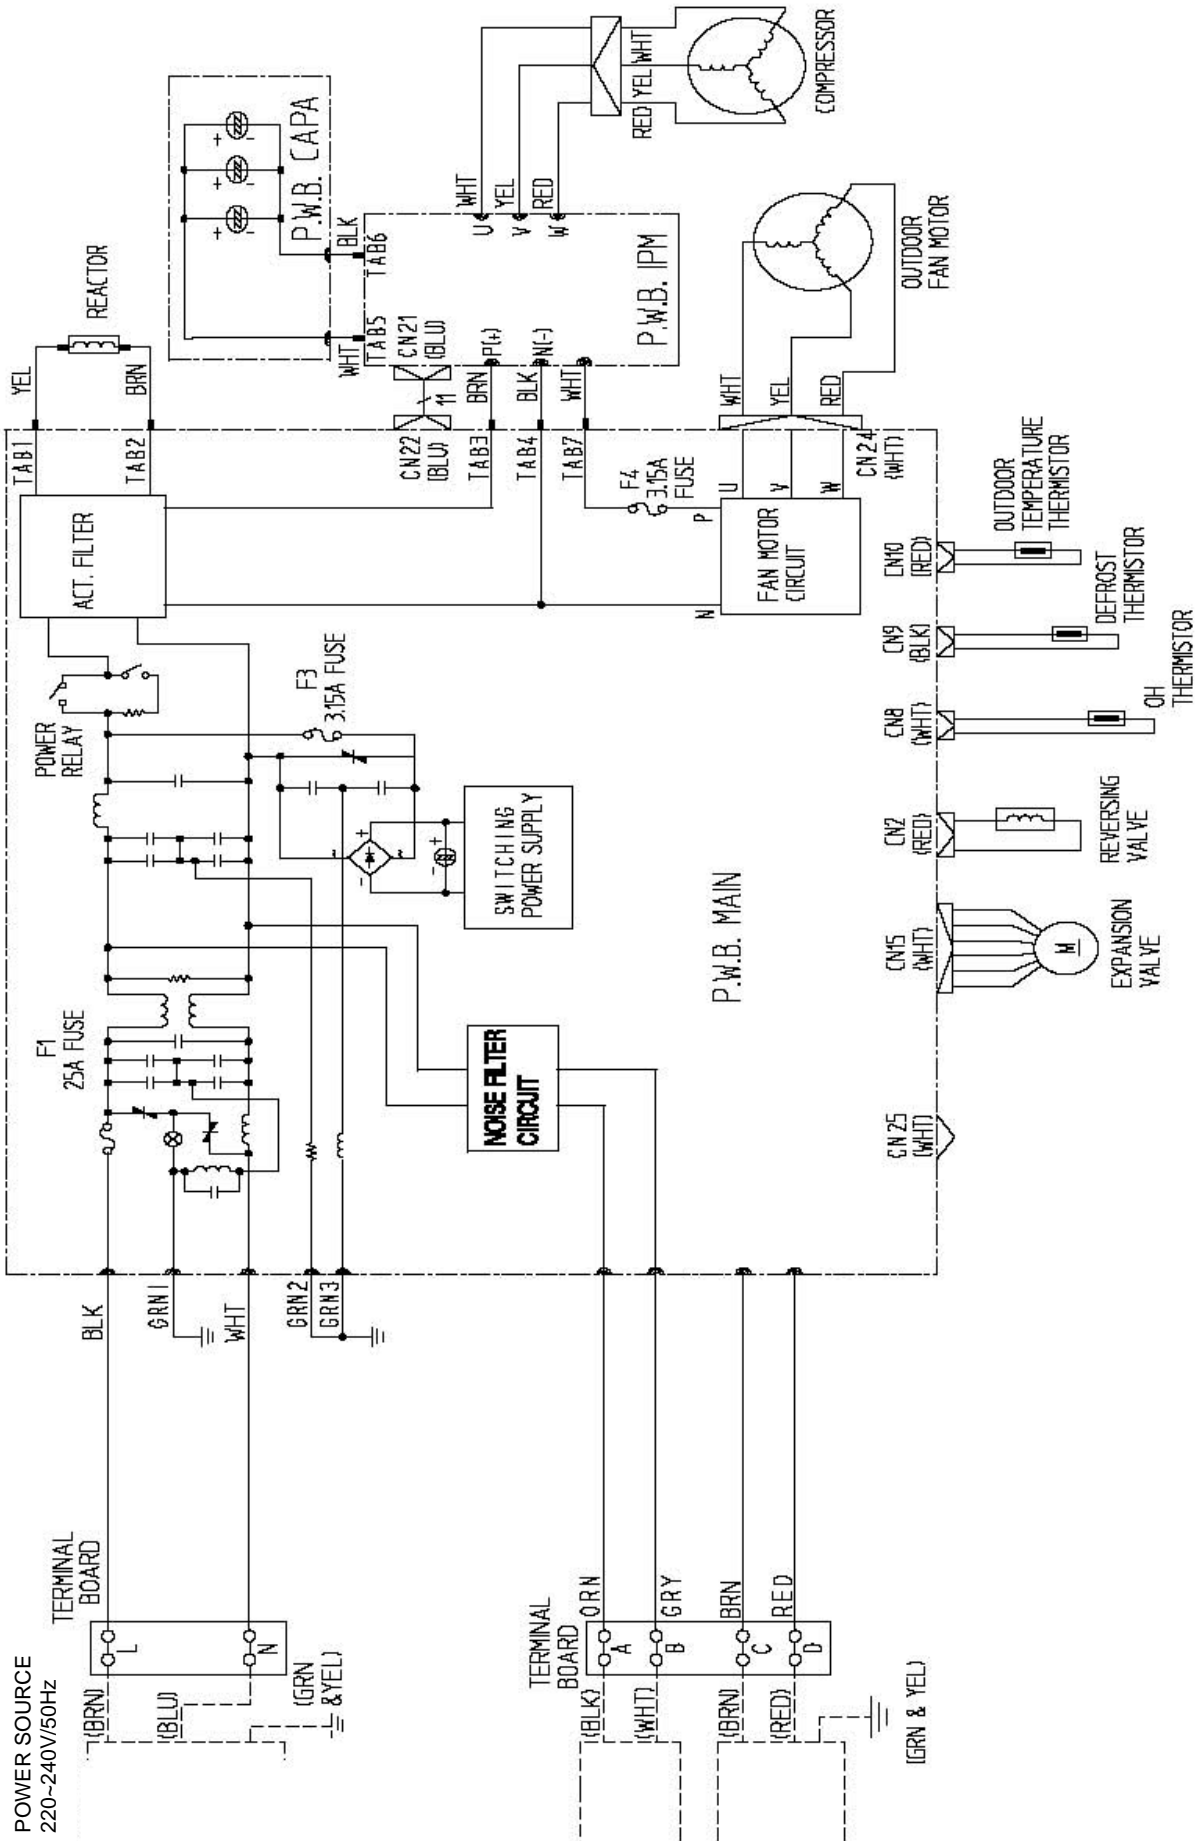 POWER SOURCE
220~240V/50Hz
TERMINAL
BOARD
L
N
(BRN)
(BLU)
(GRN
&YEL)
BLK
GRN1
WHT
GRN2
GRN3
F1
25A FUSE
POWER
RELAY
F3
3.15A FUSE
+
-
-
+
SWITCHING
POWER SUPPLY
NOISE FILTER
CIRCUIT
P.W.B. MAIN
ACT. FILTER
TAB1
TAB2
YEL
BRN
REACTOR
P.W.B. CAPA
+
-
+
-
+
-
WHT
BLK
TAB5
TAB6
CN21
(BLU)
CN22
(BLU)
11
TAB3
BRN
P(+)
TAB4
BLK
N(-)
TAB7
WHT
P.W.B. IPM
U
V
W
WHT
YEL
RED
RED
YEL
WHT
COMPRESSOR
F4
3.15A
FUSE
P
N
FAN MOTOR
CIRCUIT
U
V
W
CN24
(WHT)
WHT
YEL
RED
OUTDOOR
FAN MOTOR
CN10
(RED)
OUTDOOR
TEMPERATURE
THERMISTOR
CN9
(BLK)
DEFROST
THERMISTOR
CN8
(WHT)
OH
THERMISTOR
CN2
(RED)
REVERSING
VALVE
CN15
(WHT)
M
EXPANSION
VALVE
CN25
(WHT)
TERMINAL
BOARD
A
B
C
D
ORN
GRY
BRN
RED
(BLK)
(WHT)
(BRN)
(RED)
(GRN & YEL)